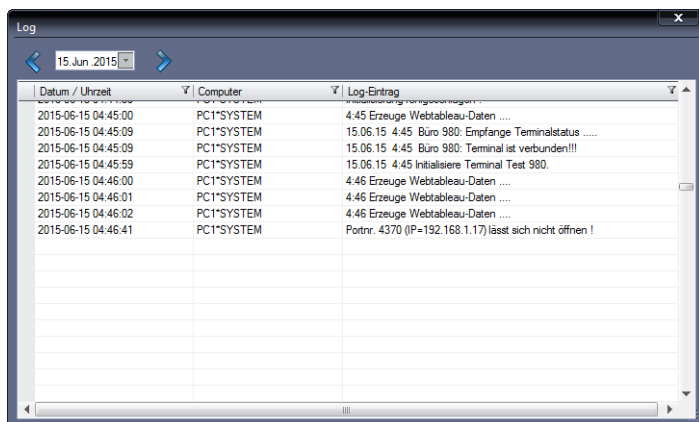 Log
X
15.Jun .2015
Datum / Uhrzeit Computer Log-Eintrag
2015-06-15 04:45:00 PC1*SYSTEM 4:45 Erzeuge Webtableau-Daten ....
2015-06-15 04:45:09 PC1*SYSTEM 15.06.15 4:45 Büro 980: Empfange Terminalstatus .....
2015-06-15 04:45:09 PC1*SYSTEM 15.06.15 4:45 Büro 980: Terminal ist verbunden!!!
2015-06-15 04:45:59 PC1*SYSTEM 15.06.15 4:45 Initialisiere Terminal Test 980.
2015-06-15 04:46:00 PC1*SYSTEM 4:46 Erzeuge Webtableau-Daten ....
2015-06-15 04:46:01 PC1*SYSTEM 4:46 Erzeuge Webtableau-Daten ....
2015-06-15 04:46:02 PC1*SYSTEM 4:46 Erzeuge Webtableau-Daten ....
2015-06-15 04:46:41 PC1*SYSTEM Portnr. 4370 (IP=192.168.1.17) lässt sich nicht öffnen !